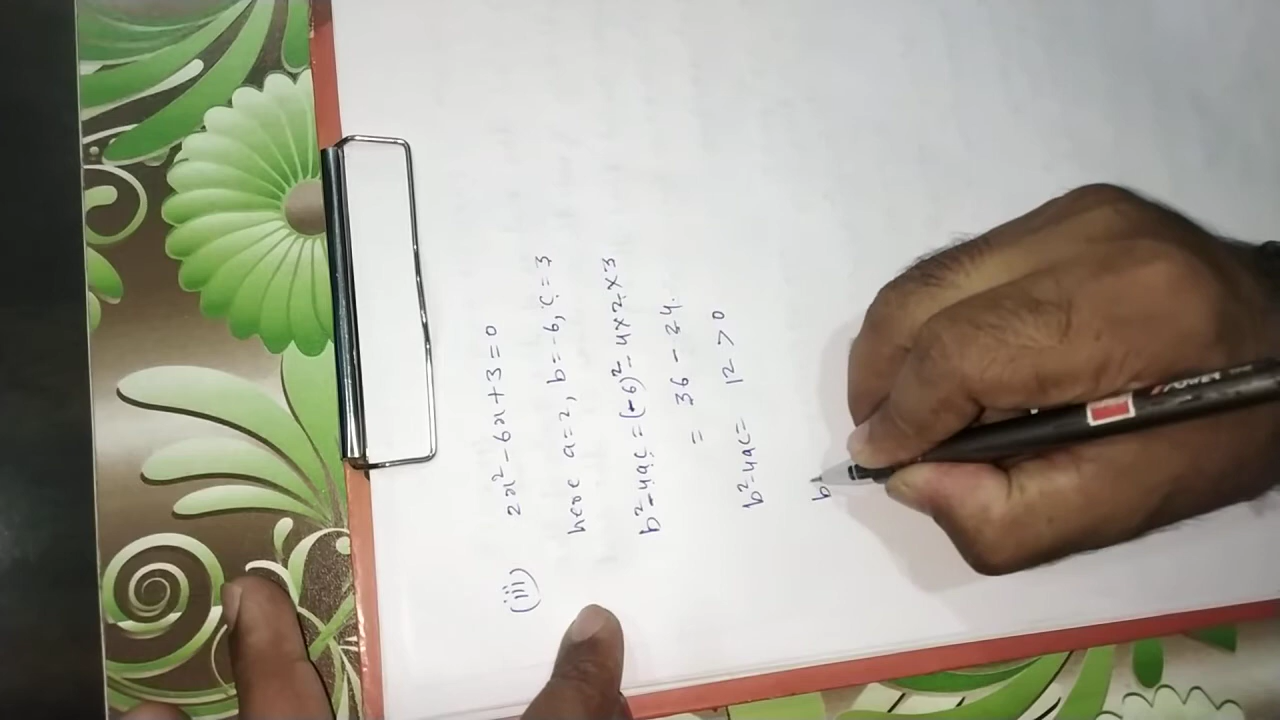 (iii) 2x² - 6x + 3 = 0
here a = 2, b = -6, c = 3
b² - 4ac = (-6)² - 4 × 2 × 3
= 36 - 24.
b² - 4ac = 12 > 0
b